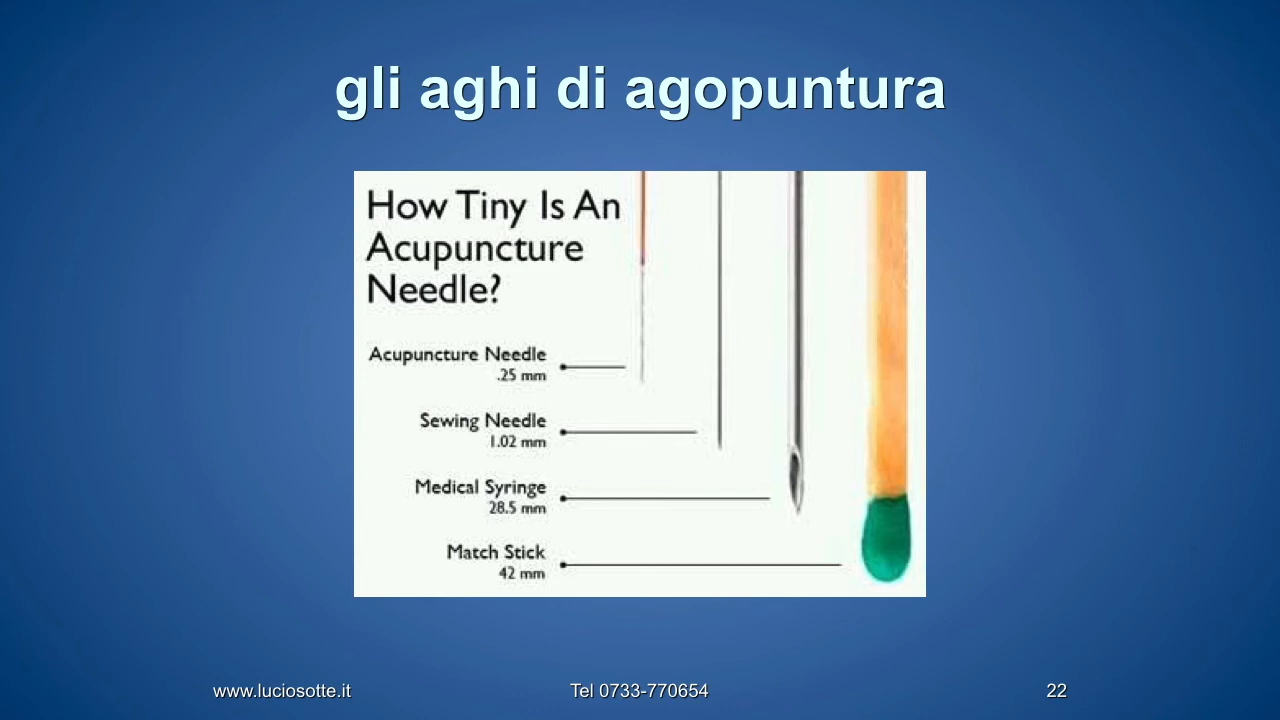 gli aghi di agopuntura
How Tiny Is An
Acupuncture
Needle?
Acupuncture Needle
.25 mm
Sewing Needle
1.02 mm
Medical Syringe
28.5 mm
Match Stick
42 mm
www.luciosotte.it Tel 0733-770654 22